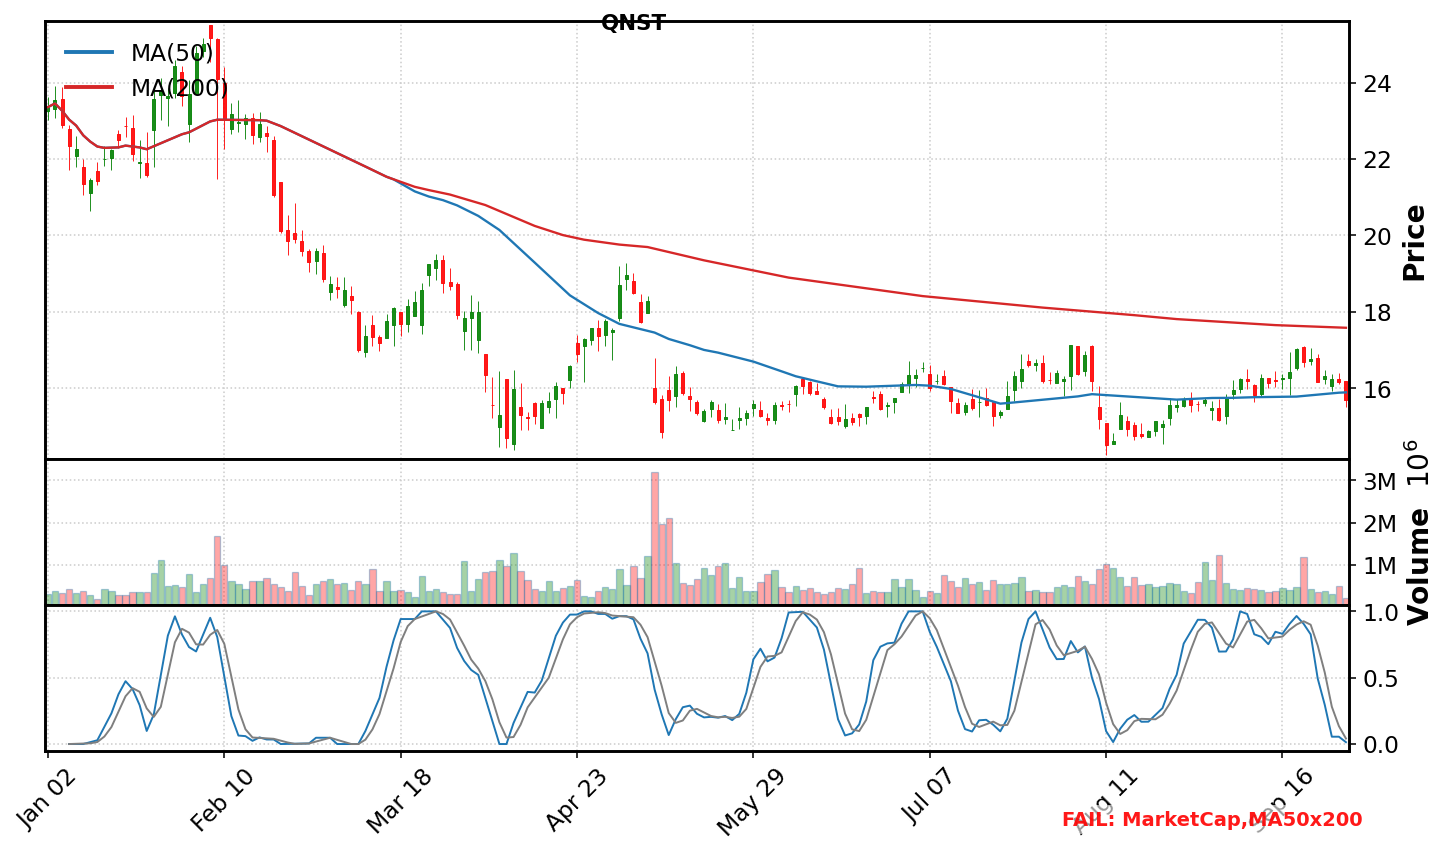 QNST
MA(50)
MA(200)
24
22
20
18
16
Price
3M
2M
1M
Volume 10^6
1.0
0.5
0.0
Jan 02
Feb 10
Mar 18
Apr 23
May 29
Jul 07
Aug 11
Sep 16
FAIL: MarketCap,MA50x200